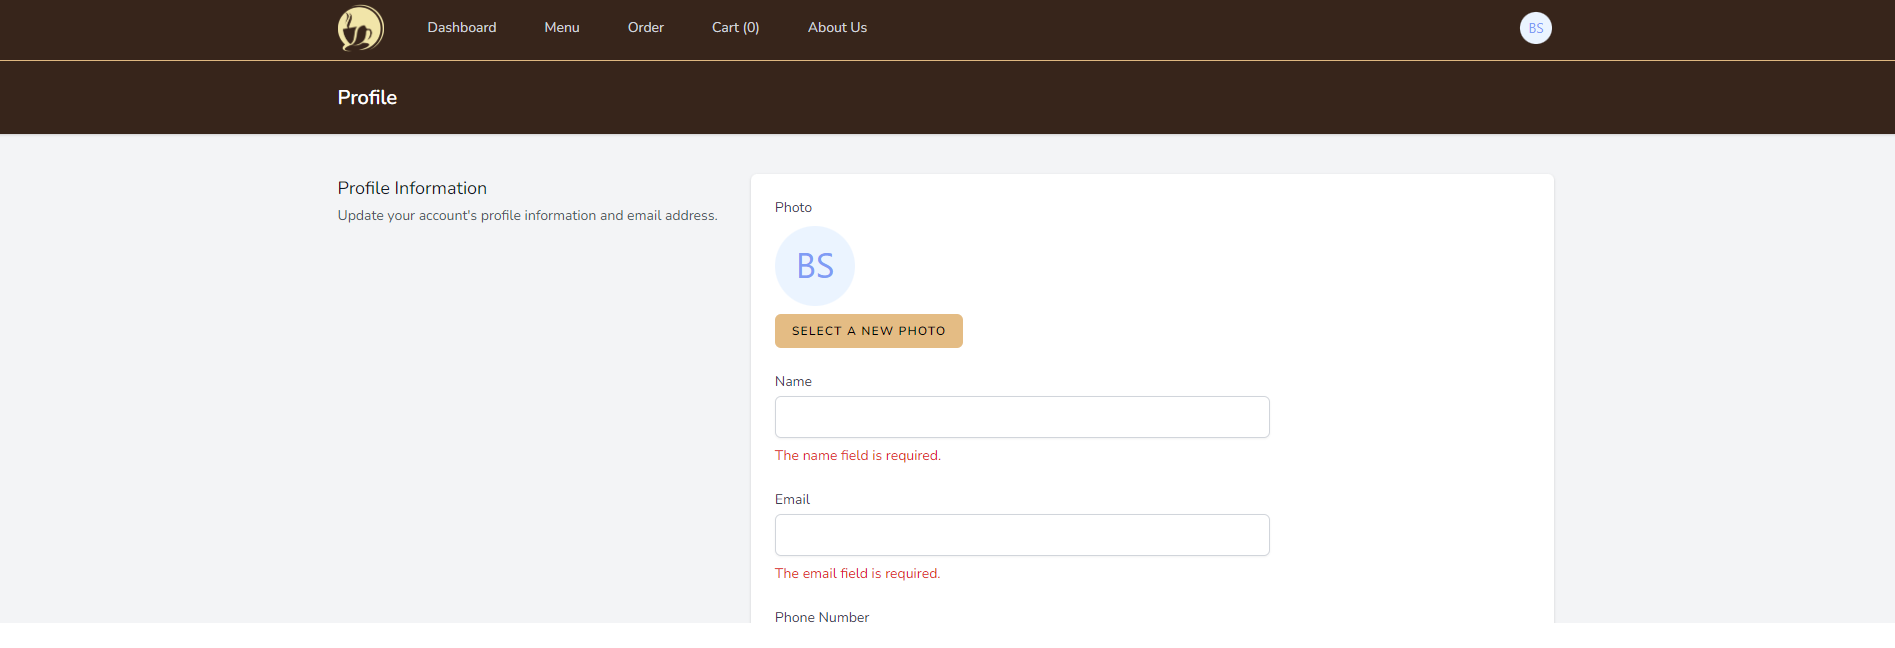 Dashboard Menu Order Cart (0) About Us BS
Profile
Profile Information
Update your account's profile information and email address.
Photo
BS
SELECT A NEW PHOTO
Name
The name field is required.
Email
The email field is required.
Phone Number